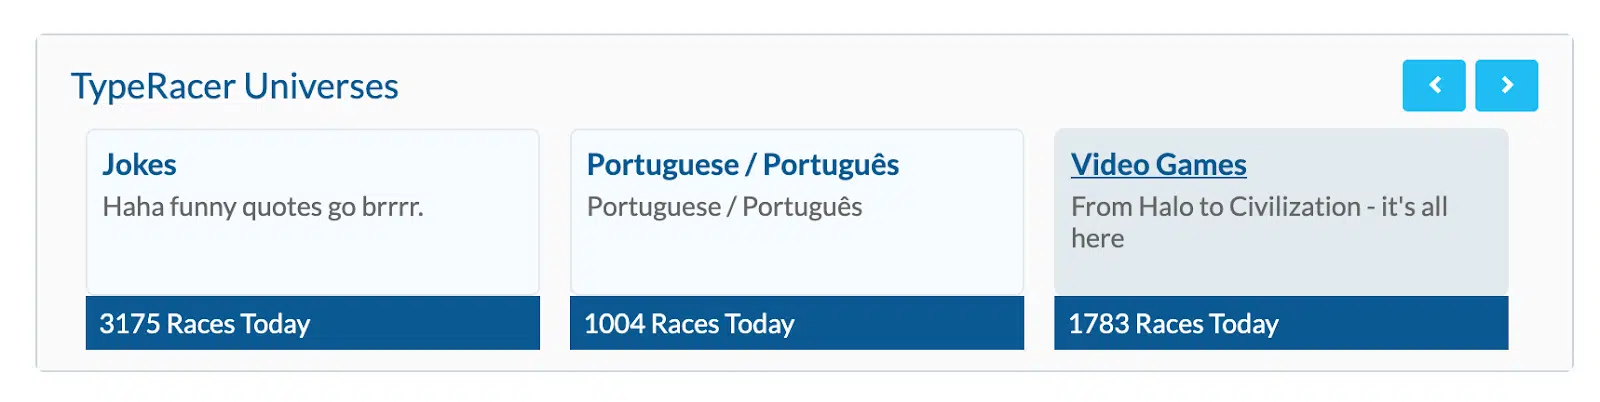 TypeRacer Universes
Jokes
Haha funny quotes go brrrr.
3175 Races Today
Portuguese / Português
Portuguese / Português
1004 Races Today
Video Games
From Halo to Civilization - it's all
here
1783 Races Today